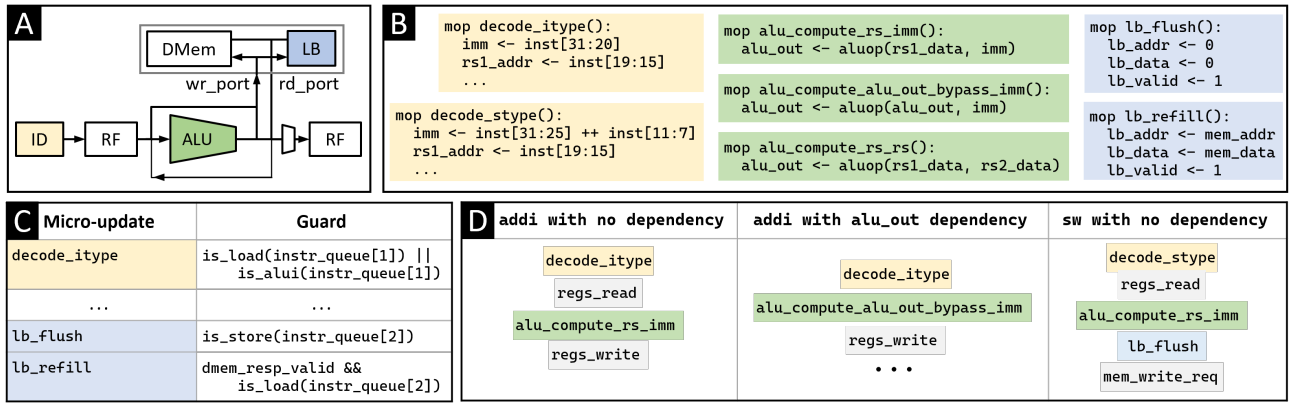 A
DMem
LB
wr_port
rd_port
ID
RF
ALU
RF
B
mop decode_itype():
imm <- inst[31:20]
rs1_addr <- inst[19:15]
...
mop decode_stype():
imm <- inst[31:25] ++ inst[11:7]
rs1_addr <- inst[19:15]
...
mop alu_compute_rs_imm():
alu_out <- aluop(rs1_data, imm)
mop alu_compute_alu_out_bypass_imm():
alu_out <- aluop(alu_out, imm)
mop alu_compute_rs_rs():
alu_out <- aluop(rs1_data, rs2_data)
mop lb_flush():
lb_addr <- 0
lb_data <- 0
lb_valid <- 1
mop lb_refill():
lb_addr <- mem_addr
lb_data <- mem_data
lb_valid <- 1
C
Micro-update
Guard
decode_itype
is_load(instr_queue[1]) ||
is_alui(instr_queue[1])
...
...
lb_flush
is_store(instr_queue[2])
lb_refill
dmem_resp_valid &&
is_load(instr_queue[2])
D
addi with no dependency
decode_itype
regs_read
alu_compute_rs_imm
regs_write
addi with alu_out dependency
decode_itype
alu_compute_alu_out_bypass_imm
regs_write
...
sw with no dependency
decode_stype
regs_read
alu_compute_rs_imm
lb_flush
mem_write_req